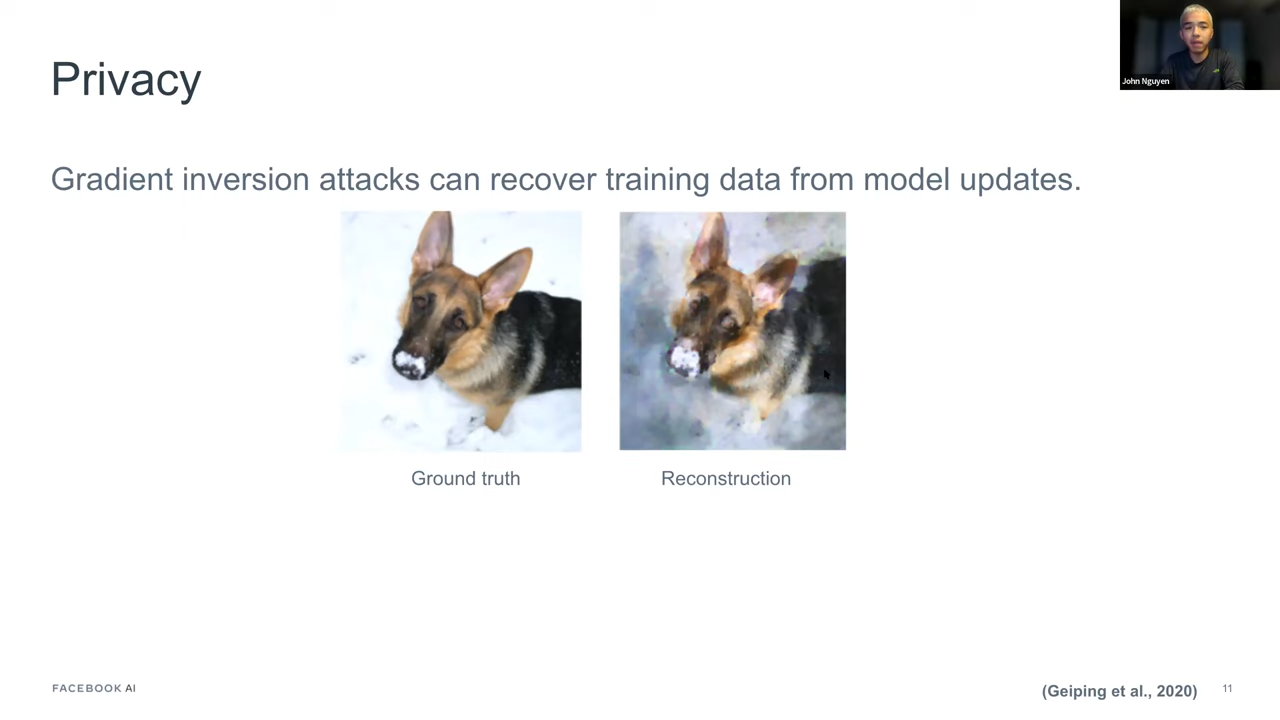 Privacy
John Nguyen
Gradient inversion attacks can recover training data from model updates.
Ground truth
Reconstruction
FACEBOOK AI
(Geiping et al., 2020)
11